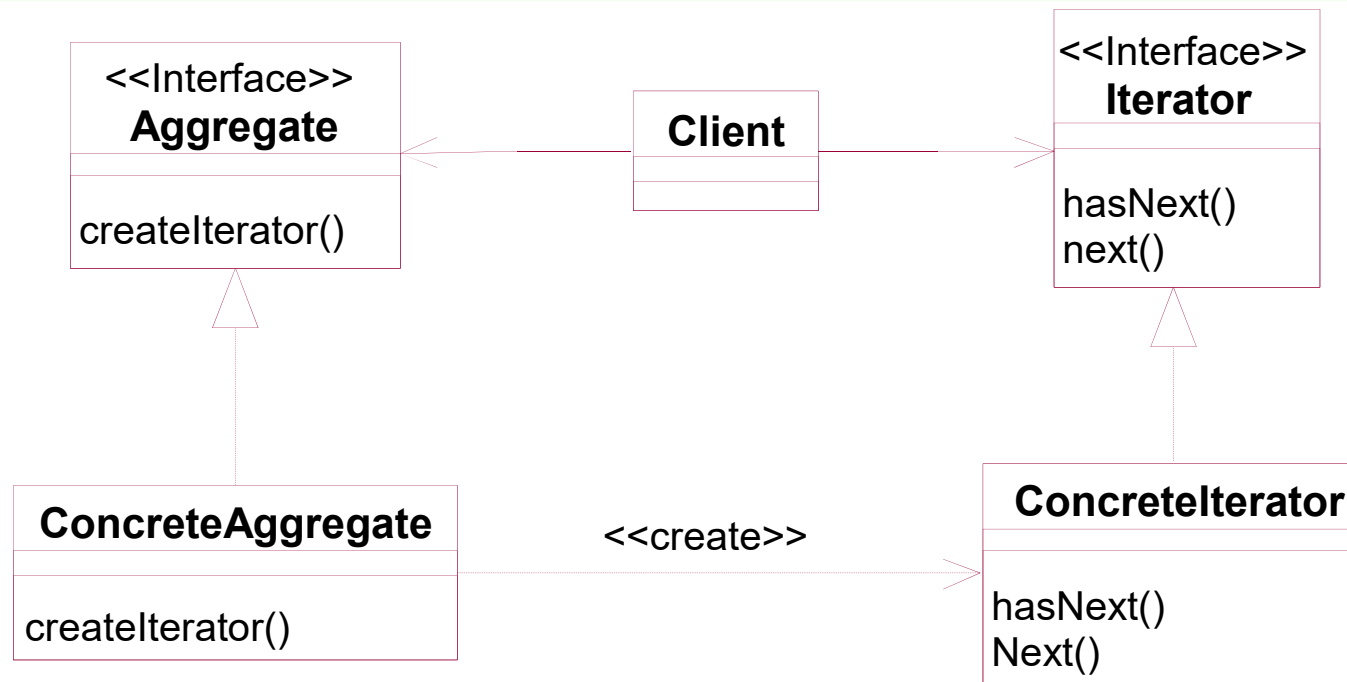 <<Interface>>
Aggregate
createIterator()
Client
<<Interface>>
Iterator
hasNext()
next()
ConcreteAggregate
createIterator()
<<create>>
ConcreteIterator
hasNext()
Next()